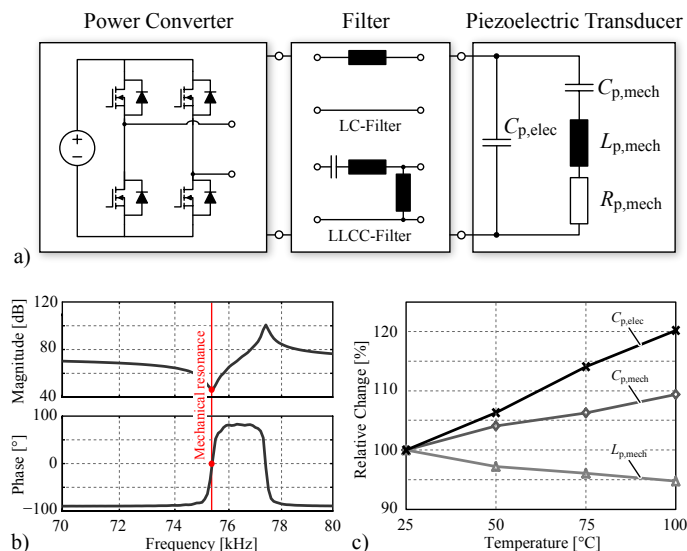 Power Converter
Filter
Piezoelectric Transducer
+
−
LC-Filter
LLCC-Filter
C_p,elec
C_p,mech
L_p,mech
R_p,mech
a)
Magnitude [dB]
120
80
40
Phase [°]
100
0
−100
Mechanical resonance
70
72
74
76
78
80
Frequency [kHz]
b)
Relative Change [%]
120
110
100
95
90
C_p,elec
C_p,mech
L_p,mech
25
50
75
100
Temperature [°C]
c)